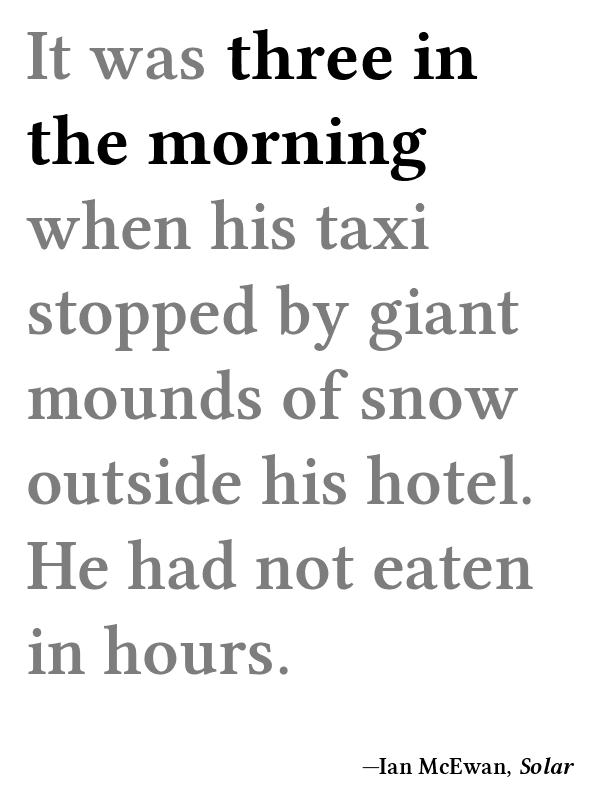 It was three in
the morning
when his taxi
stopped by giant
mounds of snow
outside his hotel.
He had not eaten
in hours.
—Ian McEwan, Solar